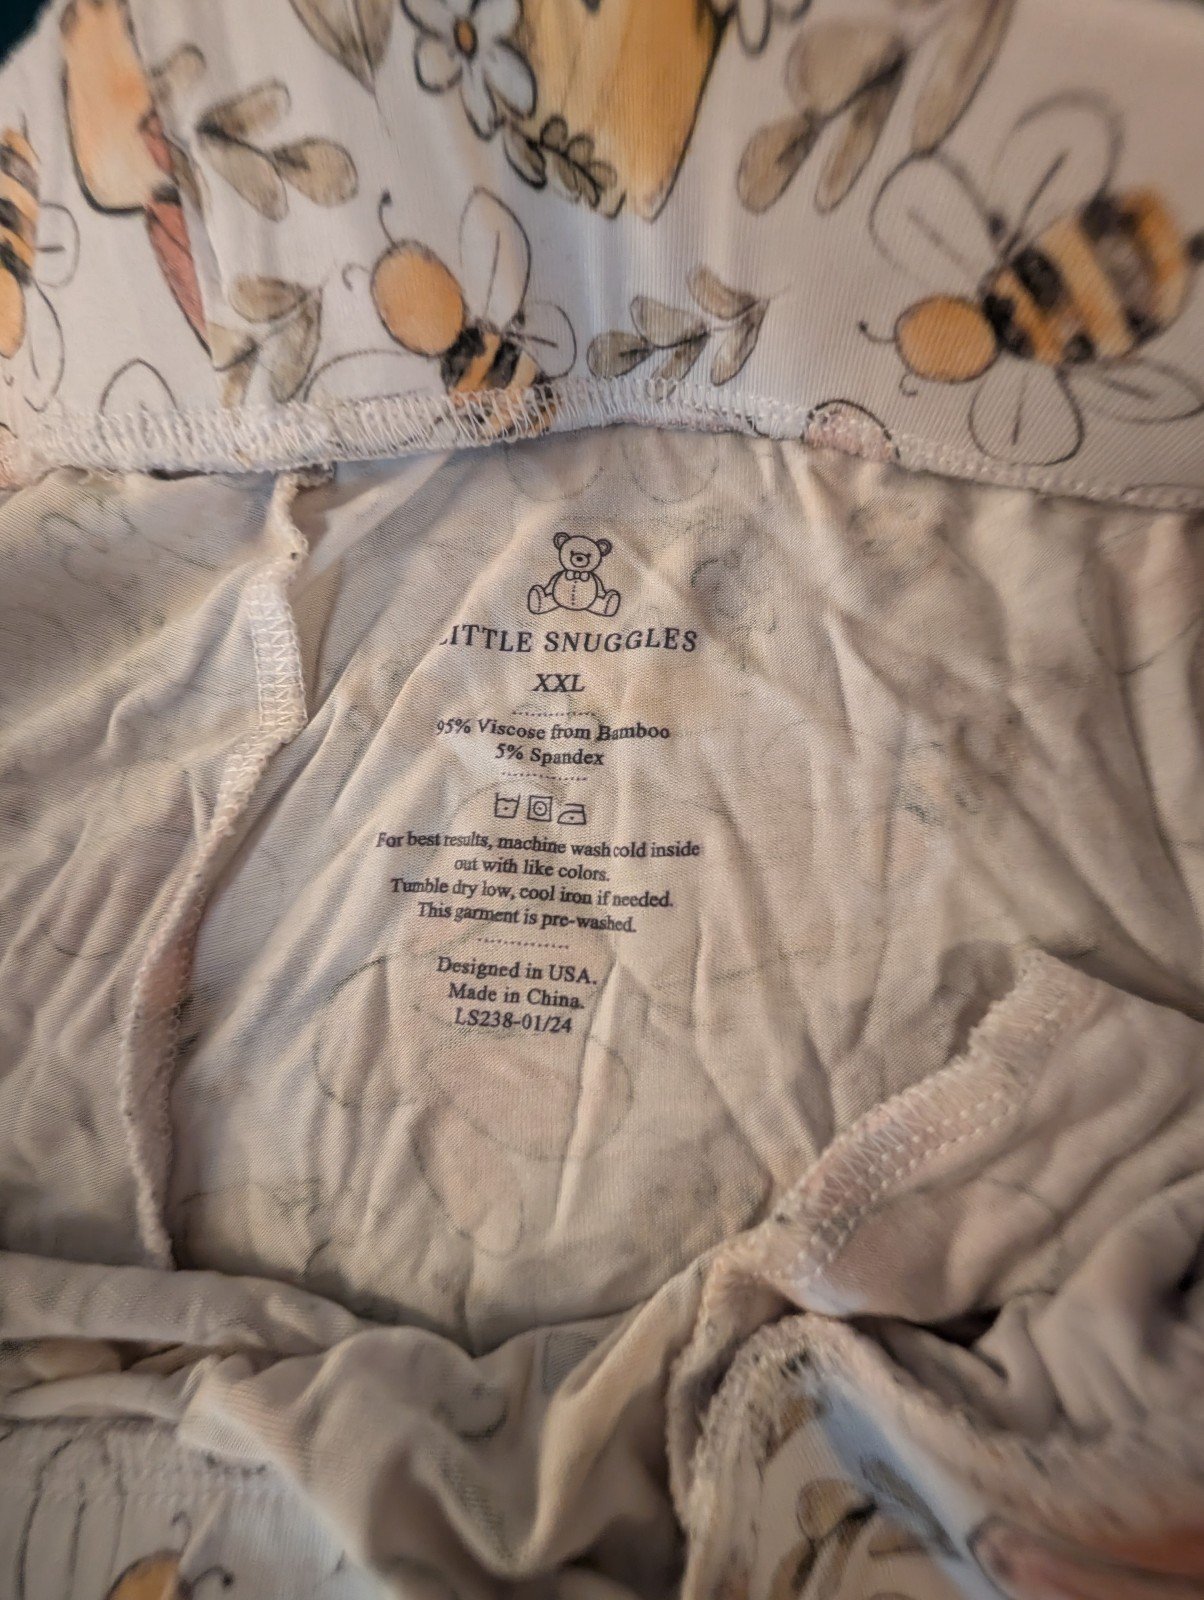 LITTLE SNUGGLES
XXL
95% Viscose from Bamboo
5% Spandex
For best results, machine wash cold inside
out with like colors.
Tumble dry low, cool iron if needed.
This garment is pre-washed.
Designed in USA.
Made in China.
LS238-01/24